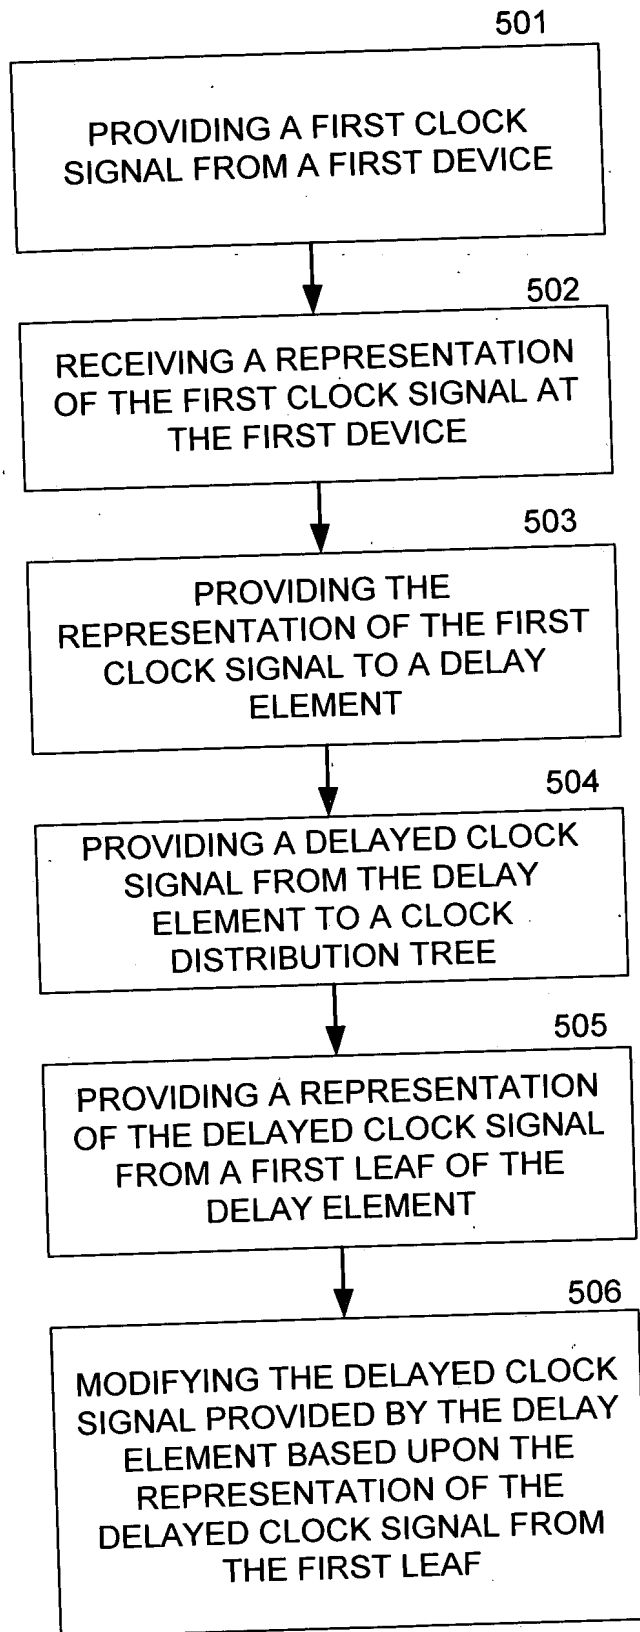 501
PROVIDING A FIRST CLOCK
SIGNAL FROM A FIRST DEVICE
502
RECEIVING A REPRESENTATION
OF THE FIRST CLOCK SIGNAL AT
THE FIRST DEVICE
503
PROVIDING THE
REPRESENTATION OF THE FIRST
CLOCK SIGNAL TO A DELAY
ELEMENT
504
PROVIDING A DELAYED CLOCK
SIGNAL FROM THE DELAY
ELEMENT TO A CLOCK
DISTRIBUTION TREE
505
PROVIDING A REPRESENTATION
OF THE DELAYED CLOCK SIGNAL
FROM A FIRST LEAF OF THE
DELAY ELEMENT
506
MODIFYING THE DELAYED CLOCK
SIGNAL PROVIDED BY THE DELAY
ELEMENT BASED UPON THE
REPRESENTATION OF THE
DELAYED CLOCK SIGNAL FROM
THE FIRST LEAF